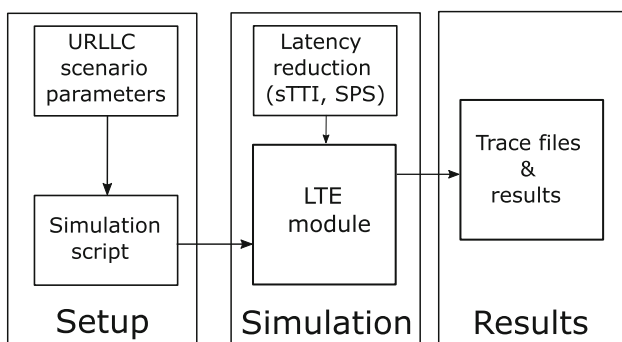 URLLC
scenario
parameters
Simulation
script
Setup
Latency
reduction
(sTTI, SPS)
LTE
module
Simulation
Trace files
&
results
Results